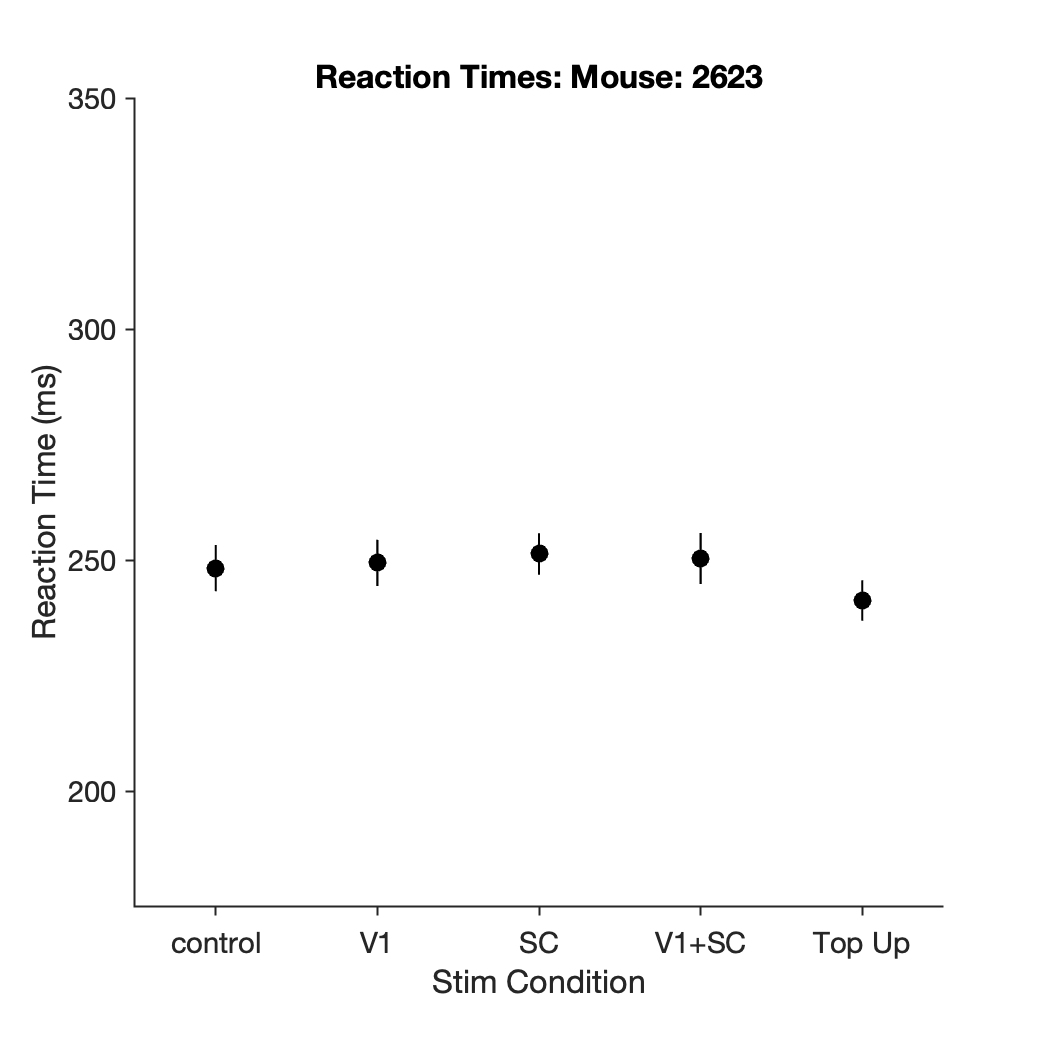 Reaction Times: Mouse: 2623
350
300
250
200
Reaction Time (ms)
control V1 SC V1+SC Top Up
Stim Condition